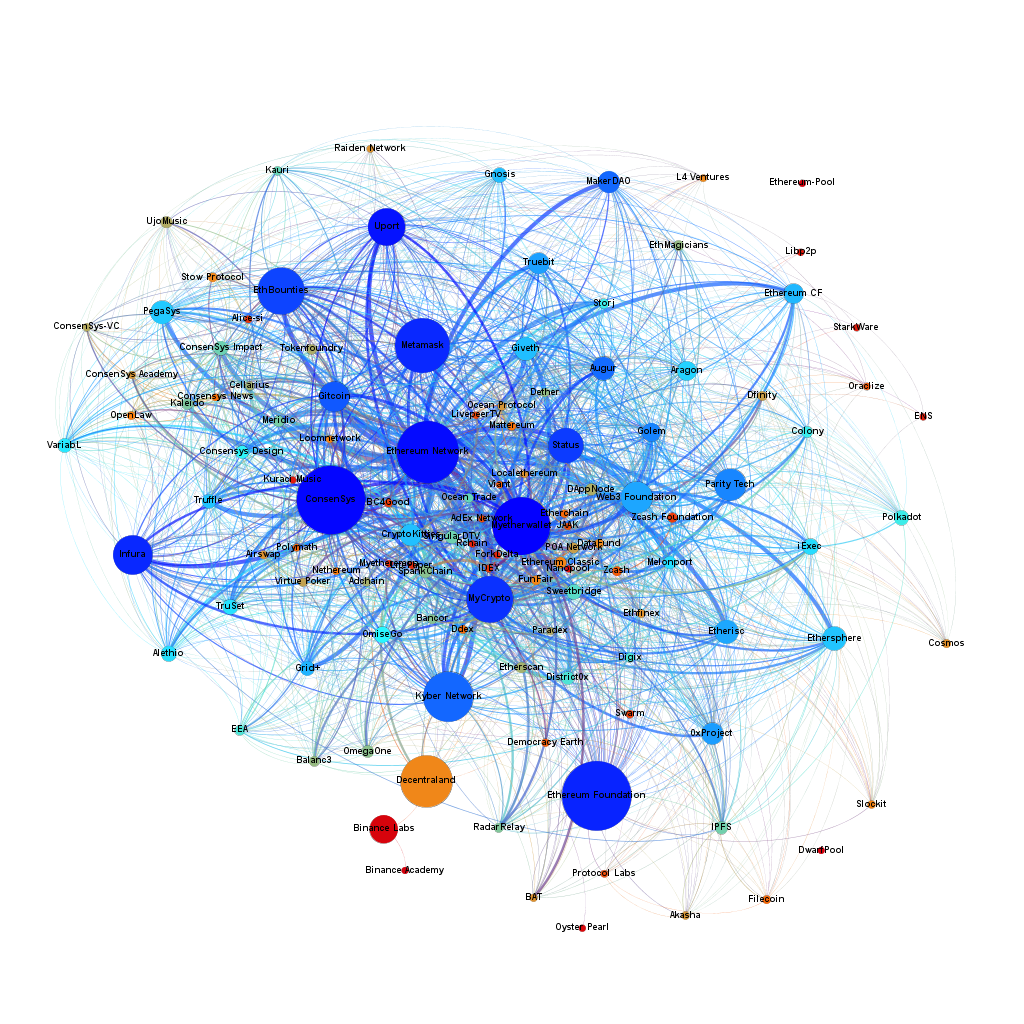 Raiden Network
Kauri
Gnosis
MakerDAO
L4 Ventures
Ethereum-Pool
UjoMusic
Uport
EthMagicians
Libp2p
Truebit
Stow Protocol
EthBounties
Ethereum CF
PegaSys
Storj
Alice-si
ConsenSys-VC
StarkWare
Metamask
ConsenSys Impact
Tokenfoundry
Giveth
Augur
Aragon
ConsenSys Academy
Cellarius
Oraclize
Consensys News
Gitcoin
Dether
Dfinity
Kaleido
Ocean Protocol
OpenLaw
LivepeerTV
ENS
Meridio
Mattereum
Golem
Colony
Loomnetwork
VariabL
Status
Consensys Design
Ethereum Network
Localethereum
Kuraci Music
Viant
Parity Tech
DAppNode
Truffle
ConsenSys
Ocean Trade
Web3 Foundation
BC4Good
Etherchain
AdEx Network
Zcash Foundation
Polkadot
JAAK
CryptoKitties
SingularDTV
Rchain
DataFund
Polymath
POA Network
iExec
Infura
Airswap
ForkDelta
Ethereum Classic
Melonport
IDEX
Nanopool
Nethereum
SpankChain
Zcash
Virtue Poker
Adchain
FunFair
Sweetbridge
MyCrypto
TruSet
Ethfinex
Bancor
Ddex
Paradex
Etherisc
OmiseGo
Ethersphere
Cosmos
Alethio
Digix
Grid+
Etherscan
District0x
Kyber Network
Swarm
EEA
0xProject
Democracy Earth
OmegaOne
Balanc3
Decentraland
Ethereum Foundation
Slockit
Binance Labs
RadarRelay
IPFS
DwarfPool
Binance Academy
Protocol Labs
BAT
Filecoin
Akasha
Oyster Pearl